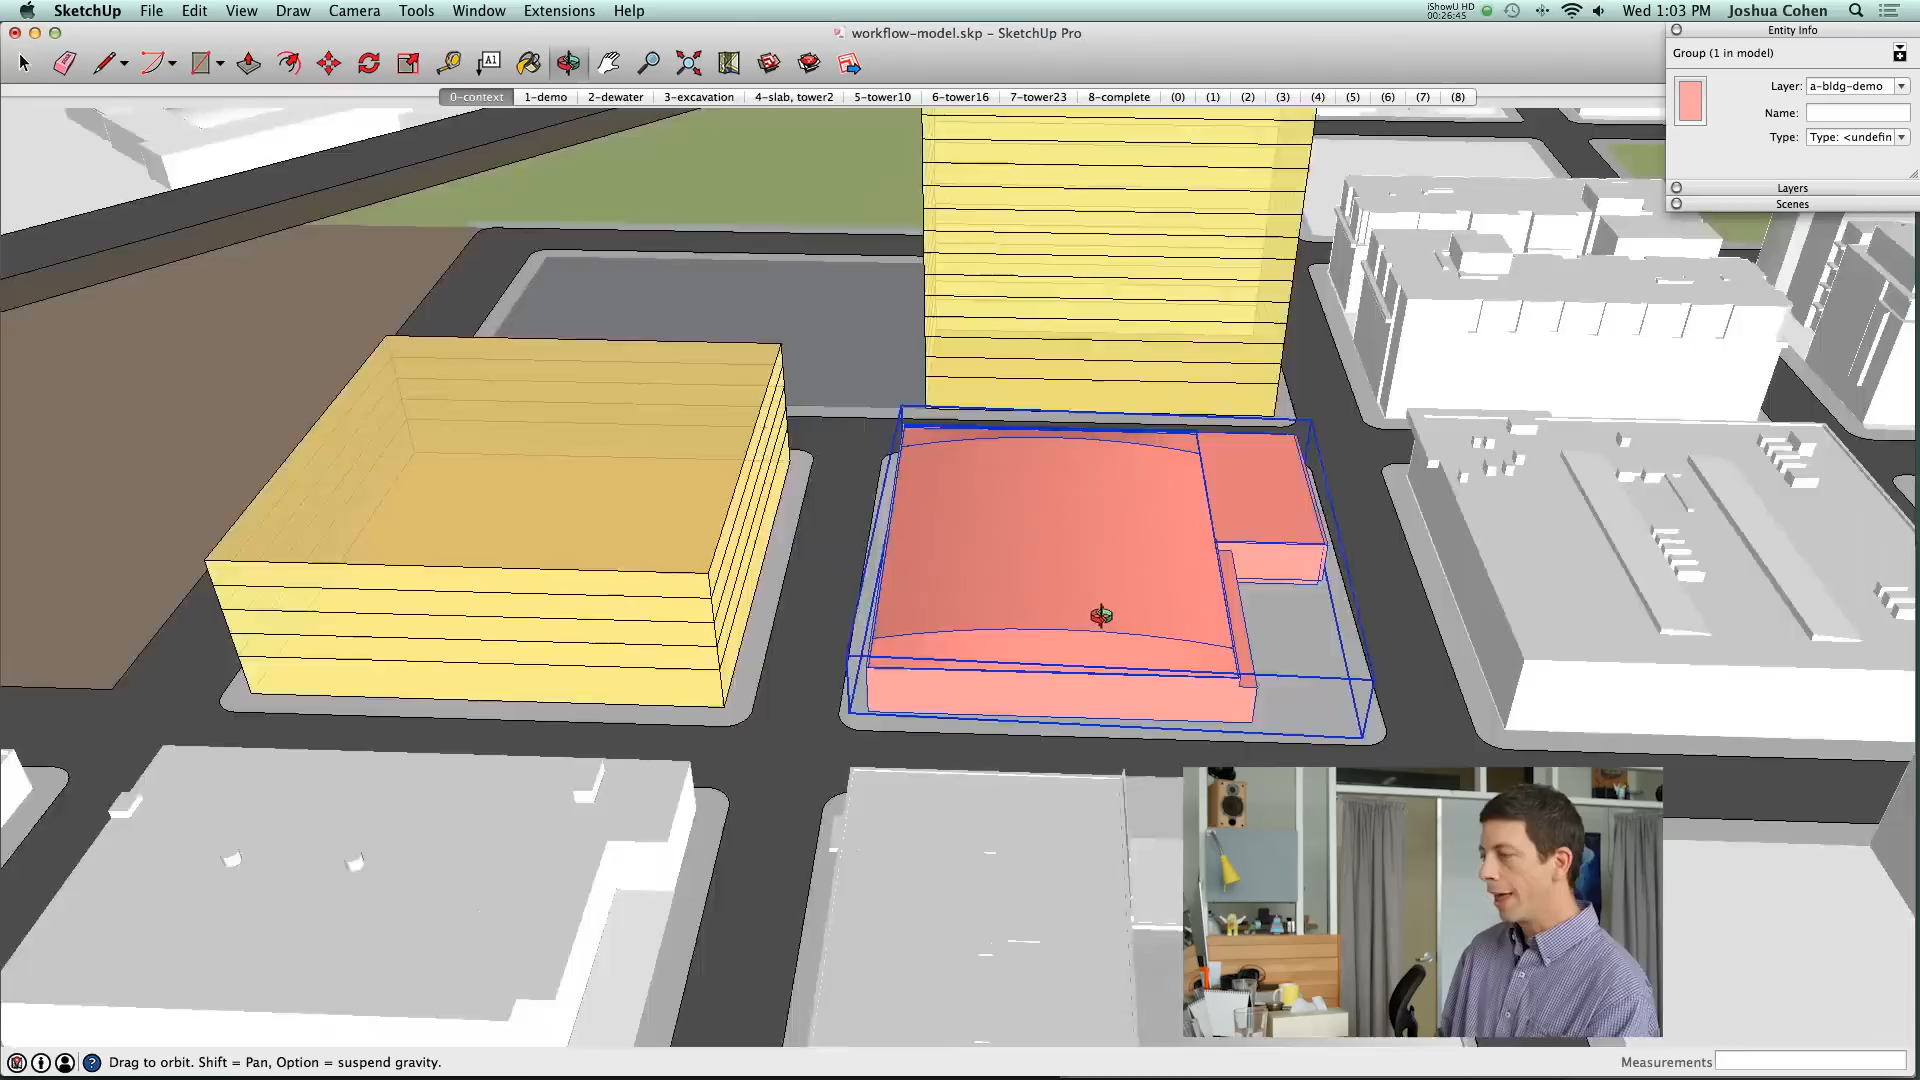 SketchUp File Edit View Draw Camera Tools Window Extensions Help iShowU HD 00:26:45 Wed 1:03 PM Joshua Cohen
workflow-model.skp - SketchUp Pro
Entity Info
Group (1 in model)
A1
Layer: a-bldg-demo
0-context 1-demo 2-dewater 3-excavation 4-slab, tower2 5-tower10 6-tower16 7-tower23 8-complete (0) (1) (2) (3) (4) (5) (6) (7) (8)
Name:
Type: Type: <undefin
Layers
Scenes
Drag to orbit. Shift = Pan, Option = suspend gravity.
Measurements